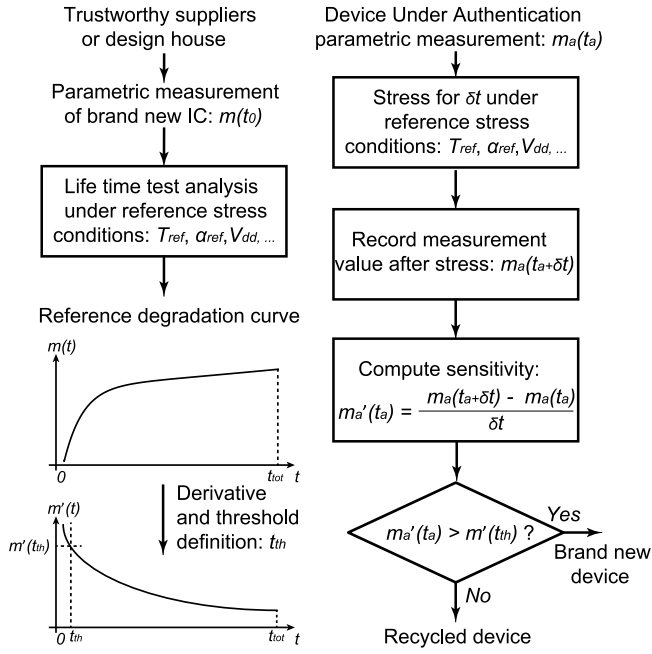 Trustworthy suppliers
or design house
Parametric measurement
of brand new IC: m(t0)
Life time test analysis
under reference stress
conditions: Tref, αref,Vdd, ...
Reference degradation curve
m(t)
0
ttot
t
Derivative
and threshold
definition: tth
m'(t)
m'(tth)
0
tth
ttot
t
Device Under Authentication
parametric measurement: ma(ta)
Stress for δt under
reference stress
conditions: Tref, αref,Vdd, ...
Record measurement
value after stress: ma(ta+δt)
Compute sensitivity:
ma'(ta) = ma(ta+δt) - ma(ta)
δt
ma'(ta) > m'(tth) ?
Yes
Brand new
device
No
Recycled device